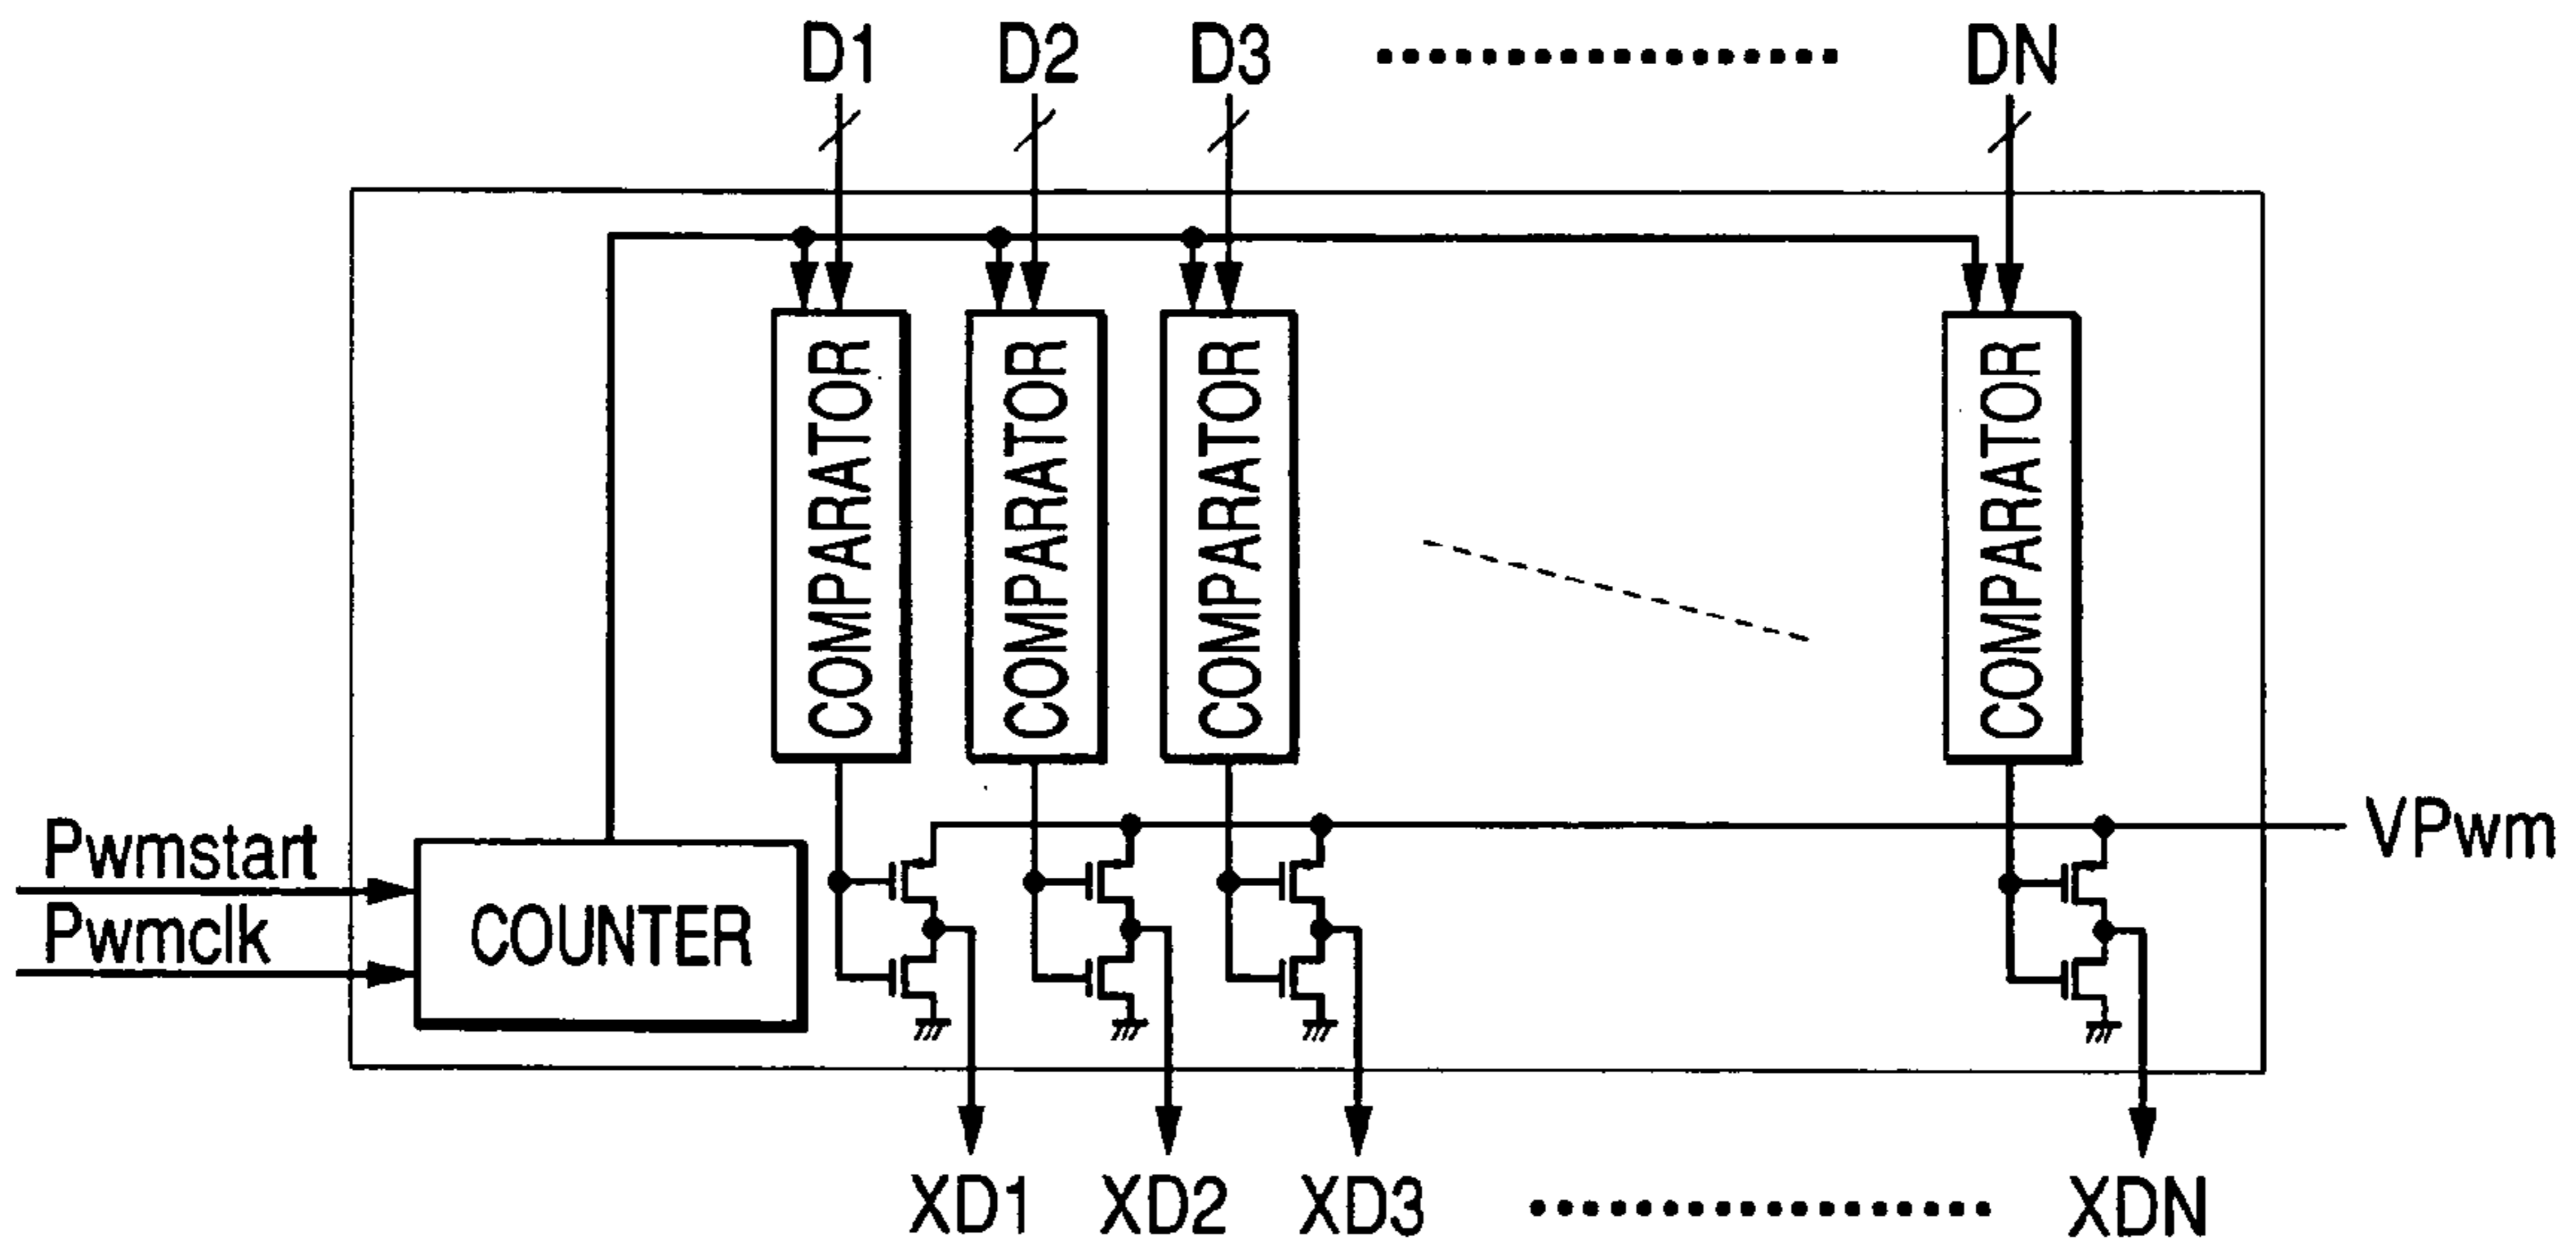 D1 D2 D3 DN
COMPARATOR
COMPARATOR
COMPARATOR
COMPARATOR
Pwmstart
Pwmclk
COUNTER
VPwm
XD1 XD2 XD3 XDN